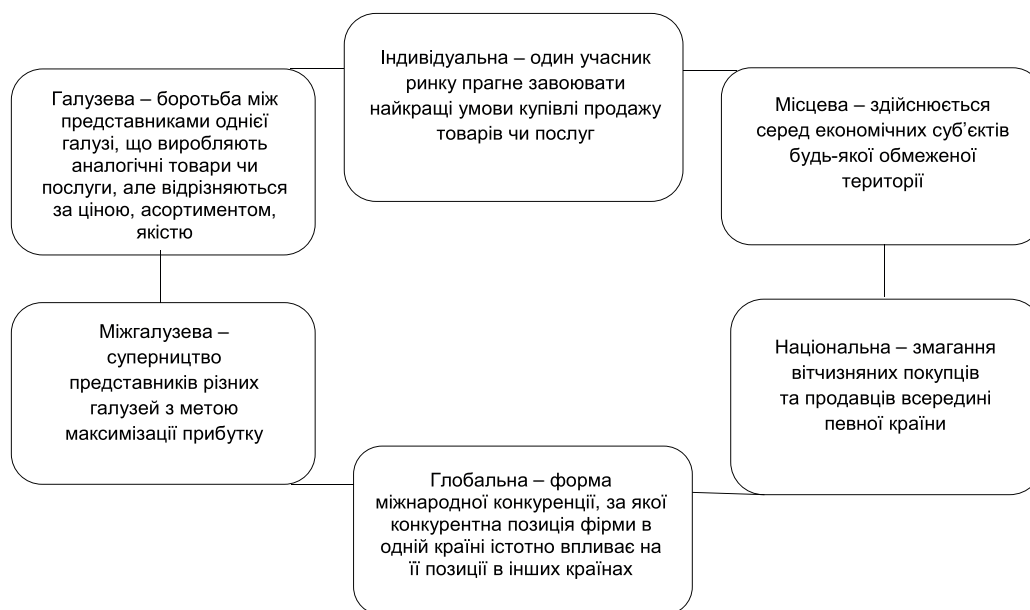 Індивідуальна – один учасник
ринку прагне завоювати
найкращі умови купівлі продажу
товарів чи послуг
Галузева – боротьба між
представниками однієї
галузі, що виробляють
аналогічні товари чи
послуги, але відрізняються
за ціною, асортиментом,
якістю
Місцева – здійснюється
серед економічних суб’єктів
будь-якої обмеженої
території
Міжгалузева –
суперництво
представників різних
галузей з метою
максимізації прибутку
Національна – змагання
вітчизняних покупців
та продавців всередині
певної країни
Глобальна – форма
міжнародної конкуренції, за якої
конкурентна позиція фірми в
одній країні істотно впливає на
її позиції в інших країнах